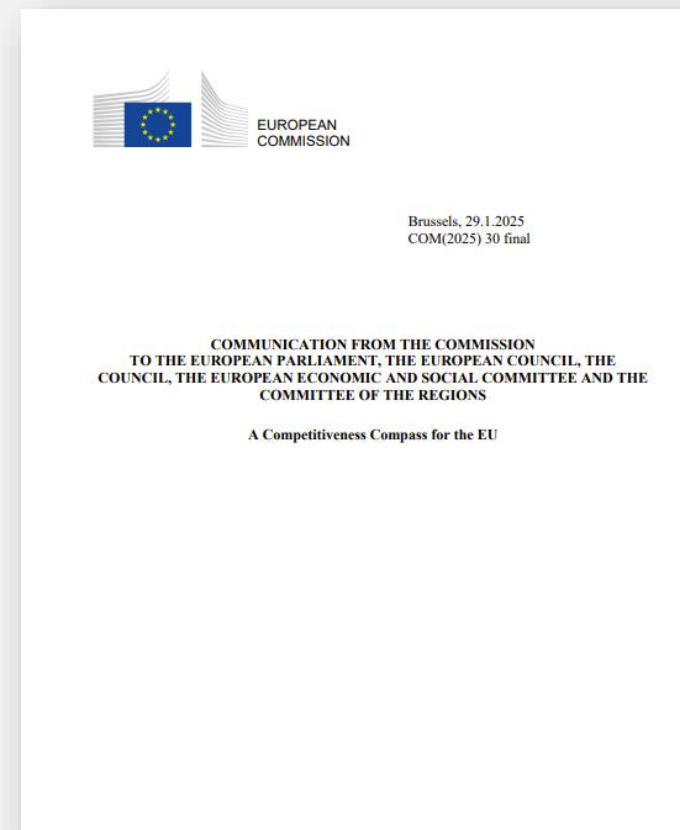 EUROPEAN
COMMISSION
Brussels, 29.1.2025
COM(2025) 30 final
COMMUNICATION FROM THE COMMISSION
TO THE EUROPEAN PARLIAMENT, THE EUROPEAN COUNCIL, THE
COUNCIL, THE EUROPEAN ECONOMIC AND SOCIAL COMMITTEE AND THE
COMMITTEE OF THE REGIONS
A Competitiveness Compass for the EU